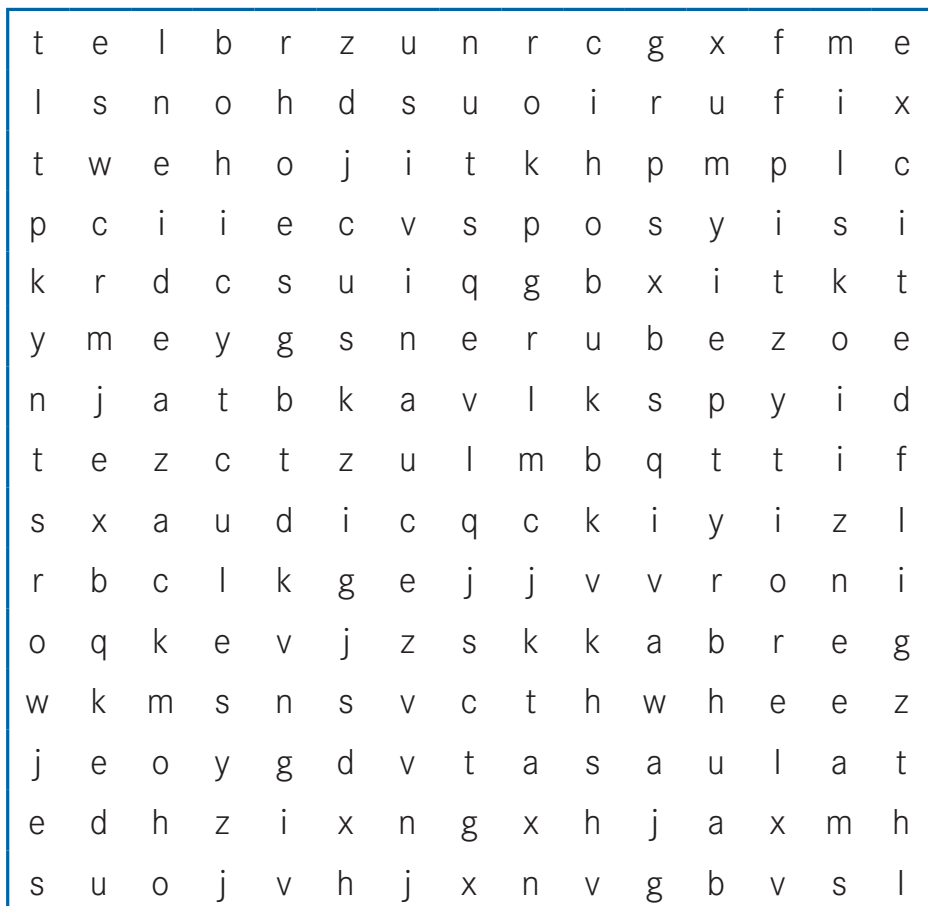 t e l b r z u n r c g x f m e
l s n o h d s u o i r u f i x
t w e h o j i t k h p m p l c
p c i i e c v s p o s y i s i
k r d c s u i q g b x i t k t
y m e y g s n e r u b e z o e
n j a t b k a v l k s p y i d
t e z c t z u l m b q t t i f
s x a u d i c q c k i y i z l
r b c l k g e j j v v r o n i
o q k e v j z s k k a b r e g
w k m s n s v c t h w h e e z
j e o y g d v t a s a u l a t
e d h z i x n g x h j a x m h
s u o j v h j x n v g b v s l